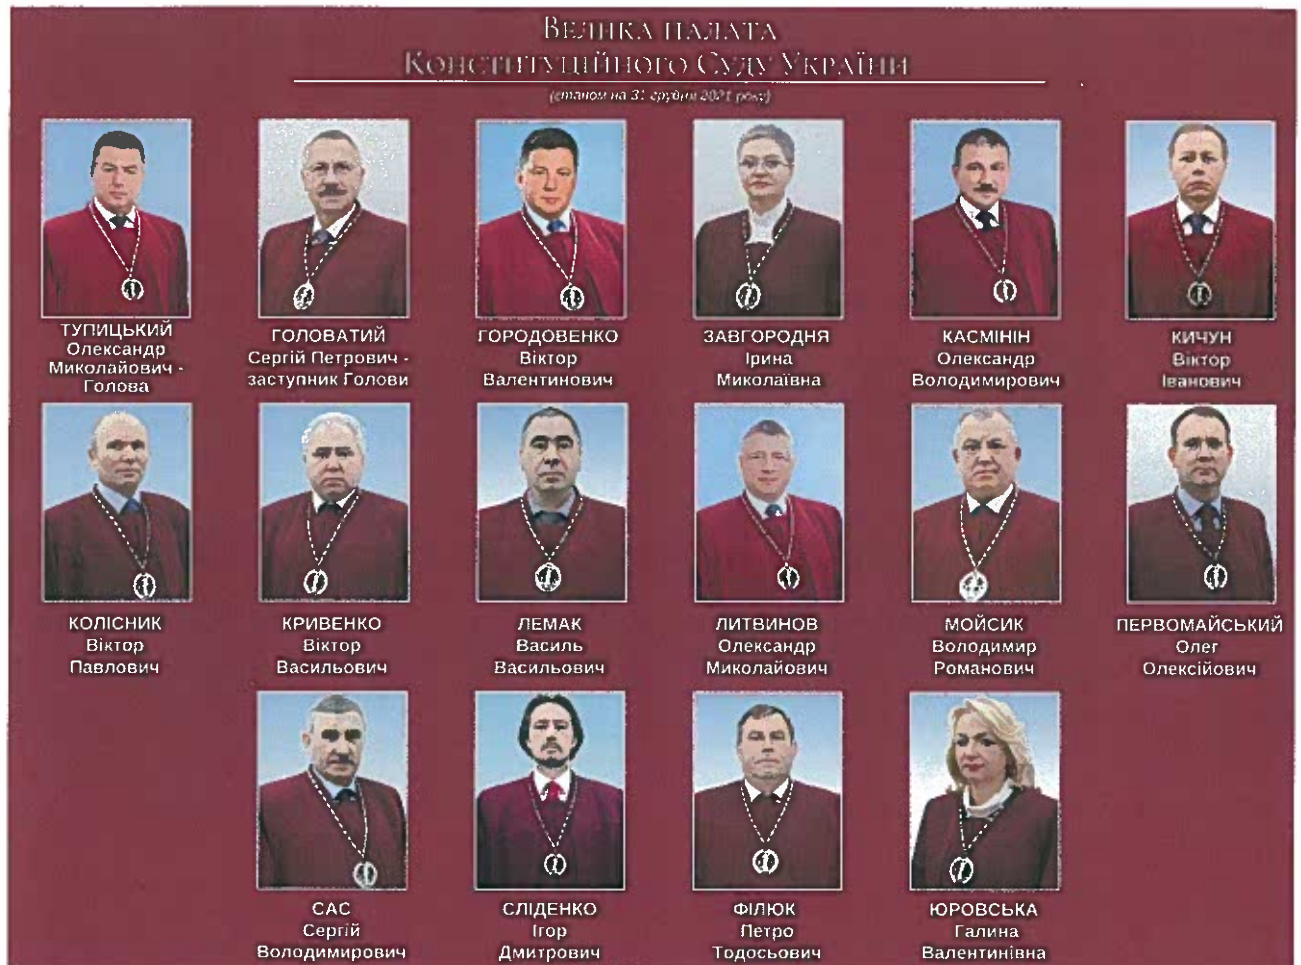 ВЕЛИКА ПАЛАТА
КОНСТИТУЦІЙНОГО СУДУ УКРАЇНИ
(станом на 31 грудня 2021 року)
ТУПИЦЬКИЙ
Олександр
Миколайович -
Голова
ГОЛОВАТИЙ
Сергій Петрович -
заступник Голови
ГОРОДОВЕНКО
Віктор
Валентинович
ЗАВГОРОДНЯ
Ірина
Миколаївна
КАСМІНІН
Олександр
Володимирович
КИЧУН
Віктор
Іванович
КОЛІСНИК
Віктор
Павлович
КРИВЕНКО
Віктор
Васильович
ЛЕМАК
Василь
Васильович
ЛИТВИНОВ
Олександр
Миколайович
МОЙСИК
Володимир
Романович
ПЕРВОМАЙСЬКИЙ
Олег
Олексійович
САС
Сергій
Володимирович
СЛІДЕНКО
Ігор
Дмитрович
ФІЛЮК
Петро
Тодосьович
ЮРОВСЬКА
Галина
Валентинівна